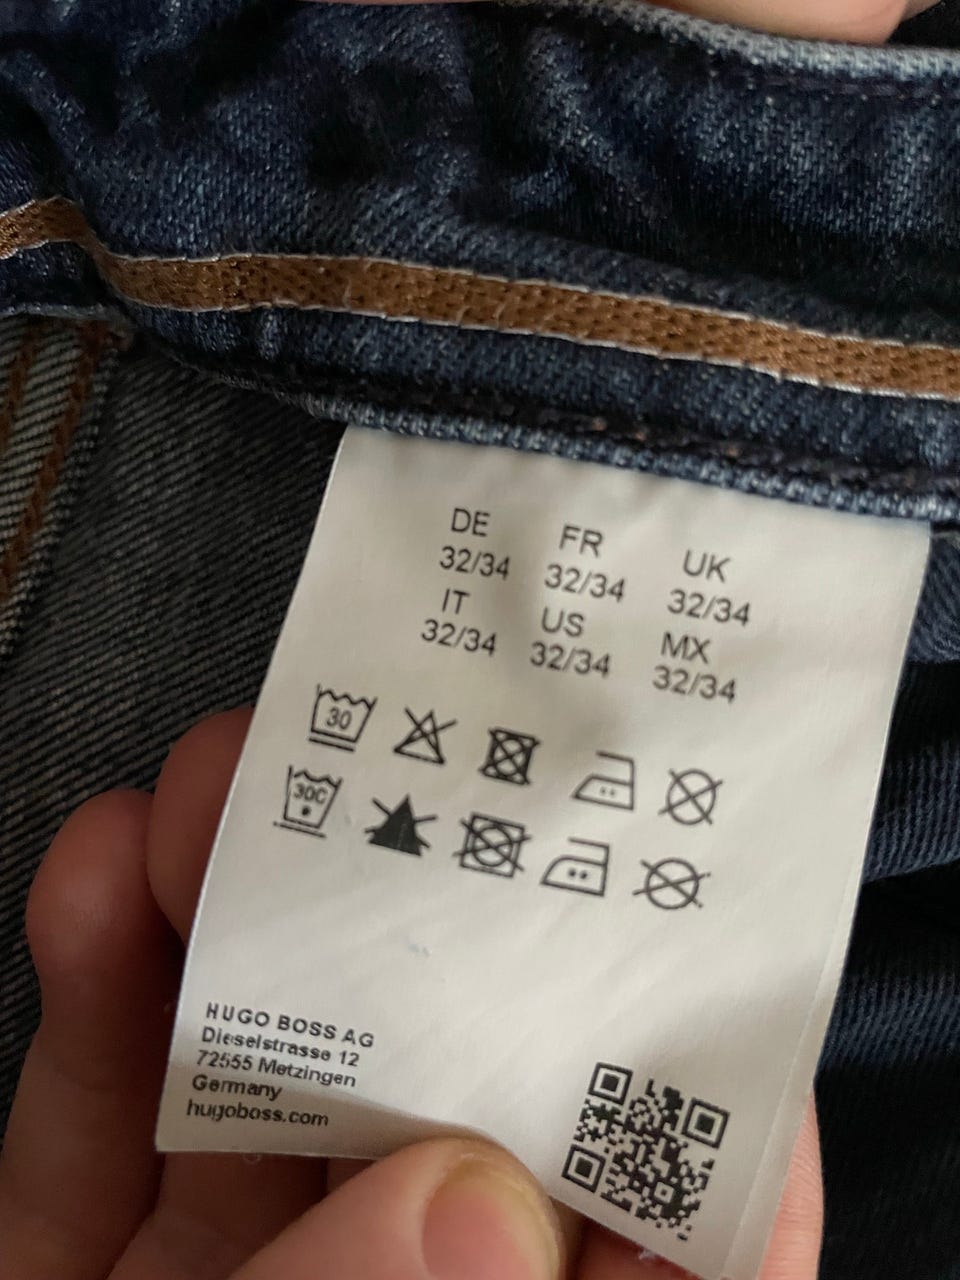 DE FR UK
32/34 32/34 32/34
IT US MX
32/34 32/34 32/34
30
30C
HUGO BOSS AG
Dieselstrasse 12
72555 Metzingen
Germany
hugoboss.com